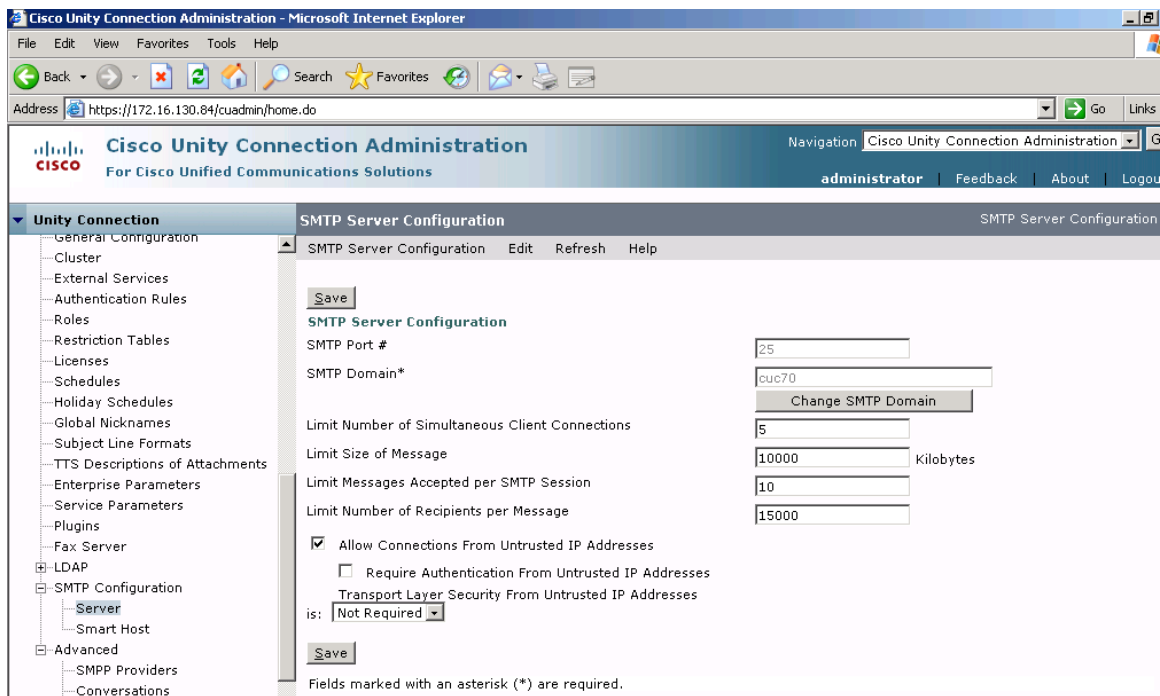 Cisco Unity Connection Administration - Microsoft Internet Explorer
File Edit View Favorites Tools Help
Back Search Favorites
Address https://172.16.130.84/cuadmin/home.do Go Links
CISCO
Cisco Unity Connection Administration
For Cisco Unified Communications Solutions
Navigation Cisco Unity Connection Administration G
administrator | Feedback | About | Logou
Unity Connection
General Configuration
Cluster
External Services
Authentication Rules
Roles
Restriction Tables
Licenses
Schedules
Holiday Schedules
Global Nicknames
Subject Line Formats
TTS Descriptions of Attachments
Enterprise Parameters
Service Parameters
Plugins
Fax Server
LDAP
SMTP Configuration
Server
Smart Host
Advanced
SMPP Providers
Conversations
SMTP Server Configuration SMTP Server Configuration
SMTP Server Configuration Edit Refresh Help
Save
SMTP Server Configuration
SMTP Port # 25
SMTP Domain* cuc70
Change SMTP Domain
Limit Number of Simultaneous Client Connections 5
Limit Size of Message 10000 Kilobytes
Limit Messages Accepted per SMTP Session 10
Limit Number of Recipients per Message 15000
Allow Connections From Untrusted IP Addresses
Require Authentication From Untrusted IP Addresses
Transport Layer Security From Untrusted IP Addresses
is: Not Required
Save
Fields marked with an asterisk (*) are required.